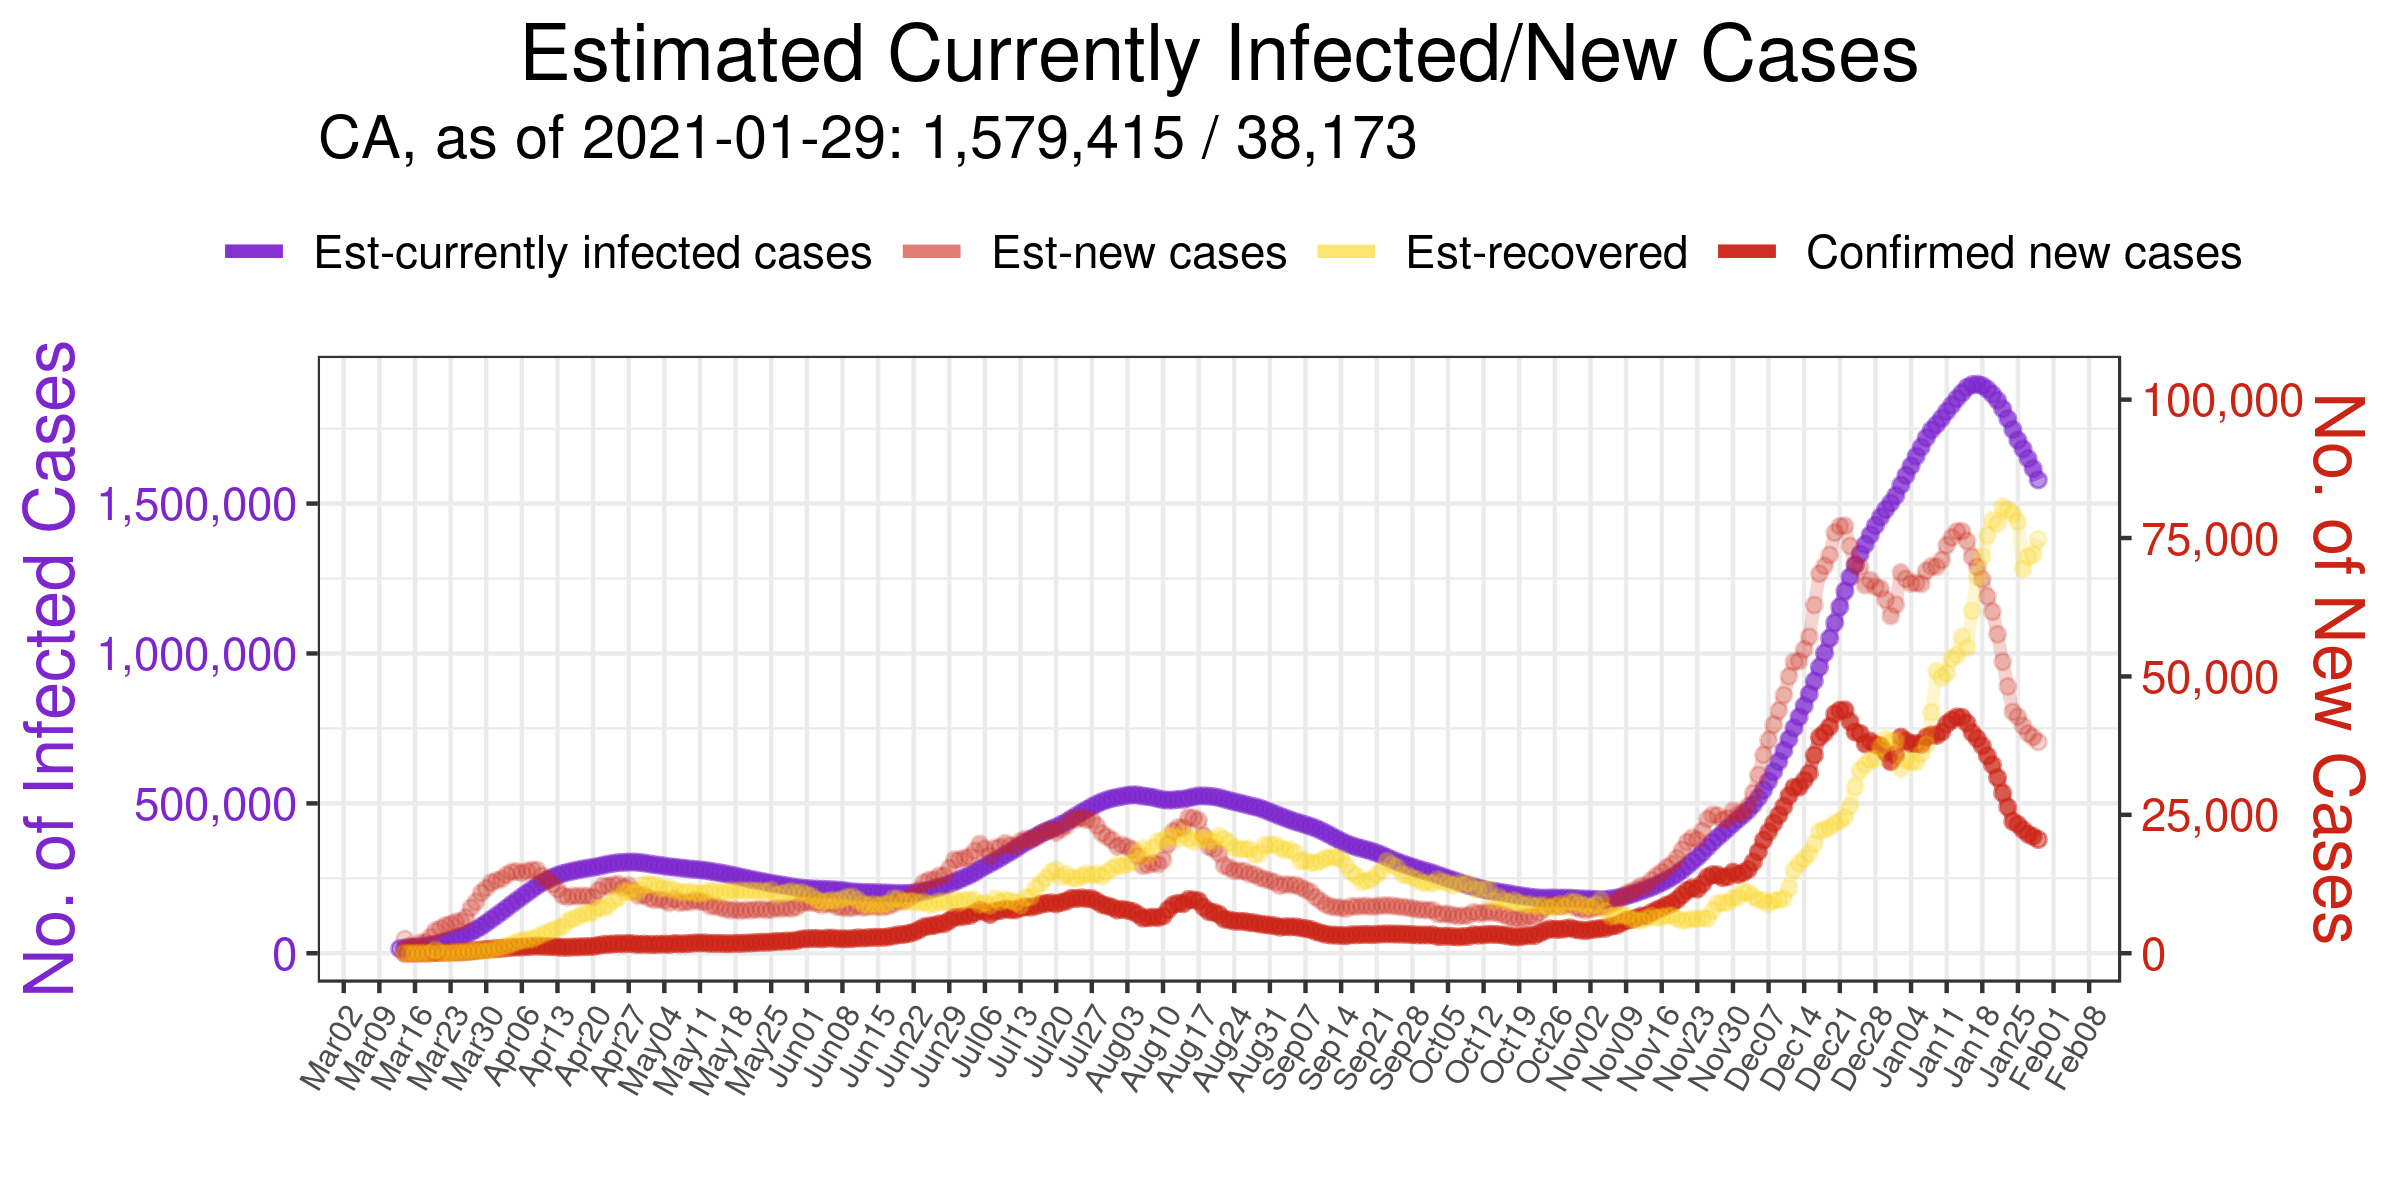 Estimated Currently Infected/New Cases
CA, as of 2021-01-29: 1,579,415 / 38,173
Est-currently infected cases Est-new cases Est-recovered Confirmed new cases
No. of Infected Cases
1,500,000
1,000,000
500,000
0
100,000
75,000
50,000
25,000
0
No. of New Cases
Mar02 Mar09 Mar16 Mar23 Mar30 Apr06 Apr13 Apr20 Apr27 May04 May11 May18 May25 Jun01 Jun08 Jun15 Jun22 Jun29 Jul06 Jul13 Jul20 Jul27 Aug03 Aug10 Aug17 Aug24 Aug31 Sep07 Sep14 Sep21 Sep28 Oct05 Oct12 Oct19 Oct26 Nov02 Nov09 Nov16 Nov23 Nov30 Dec07 Dec14 Dec21 Dec28 Jan04 Jan11 Jan18 Jan25 Feb01 Feb08